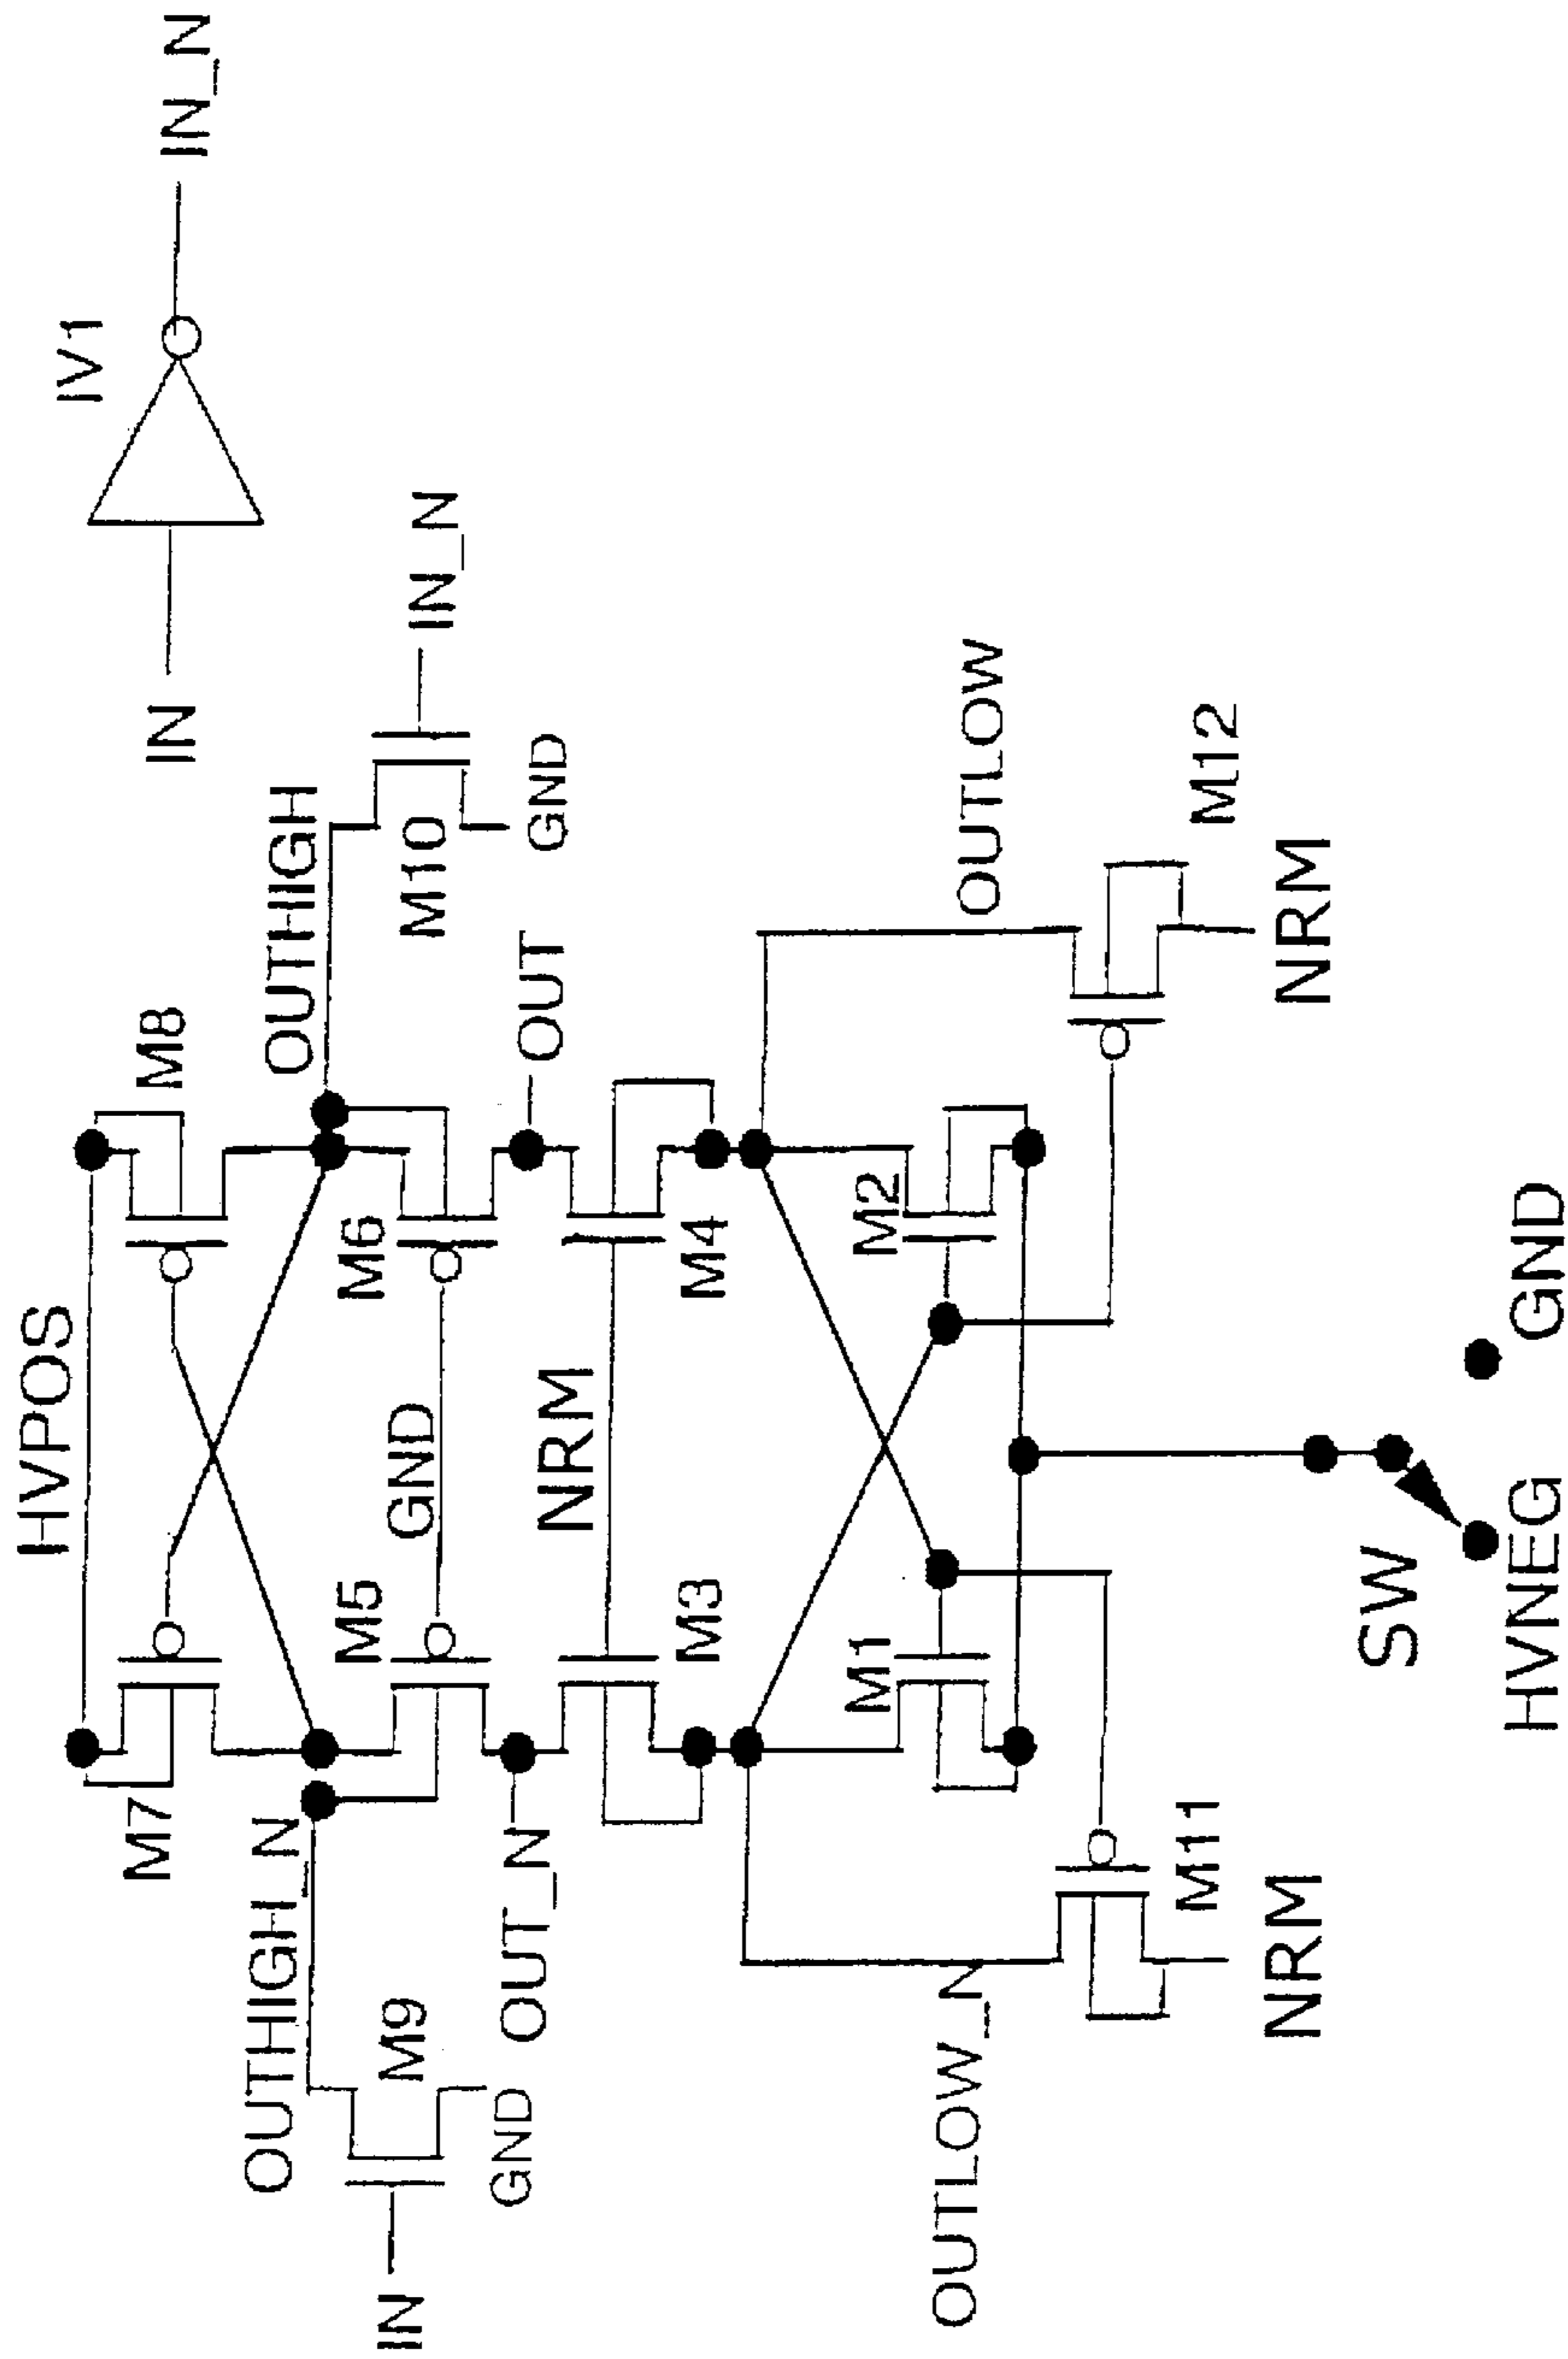 HVPOS
IV1
M7
M8
IN
IN_N
OUTHIGH_N
OUTHIGH
M5
GND
M6
IN
M9
M10
IN_N
GND
OUT_N
NRM
OUT
GND
M3
M4
M1
M2
OUTLOW_N
OUTLOW
M11
M12
NRM
NRM
SW
HVNEG
GND